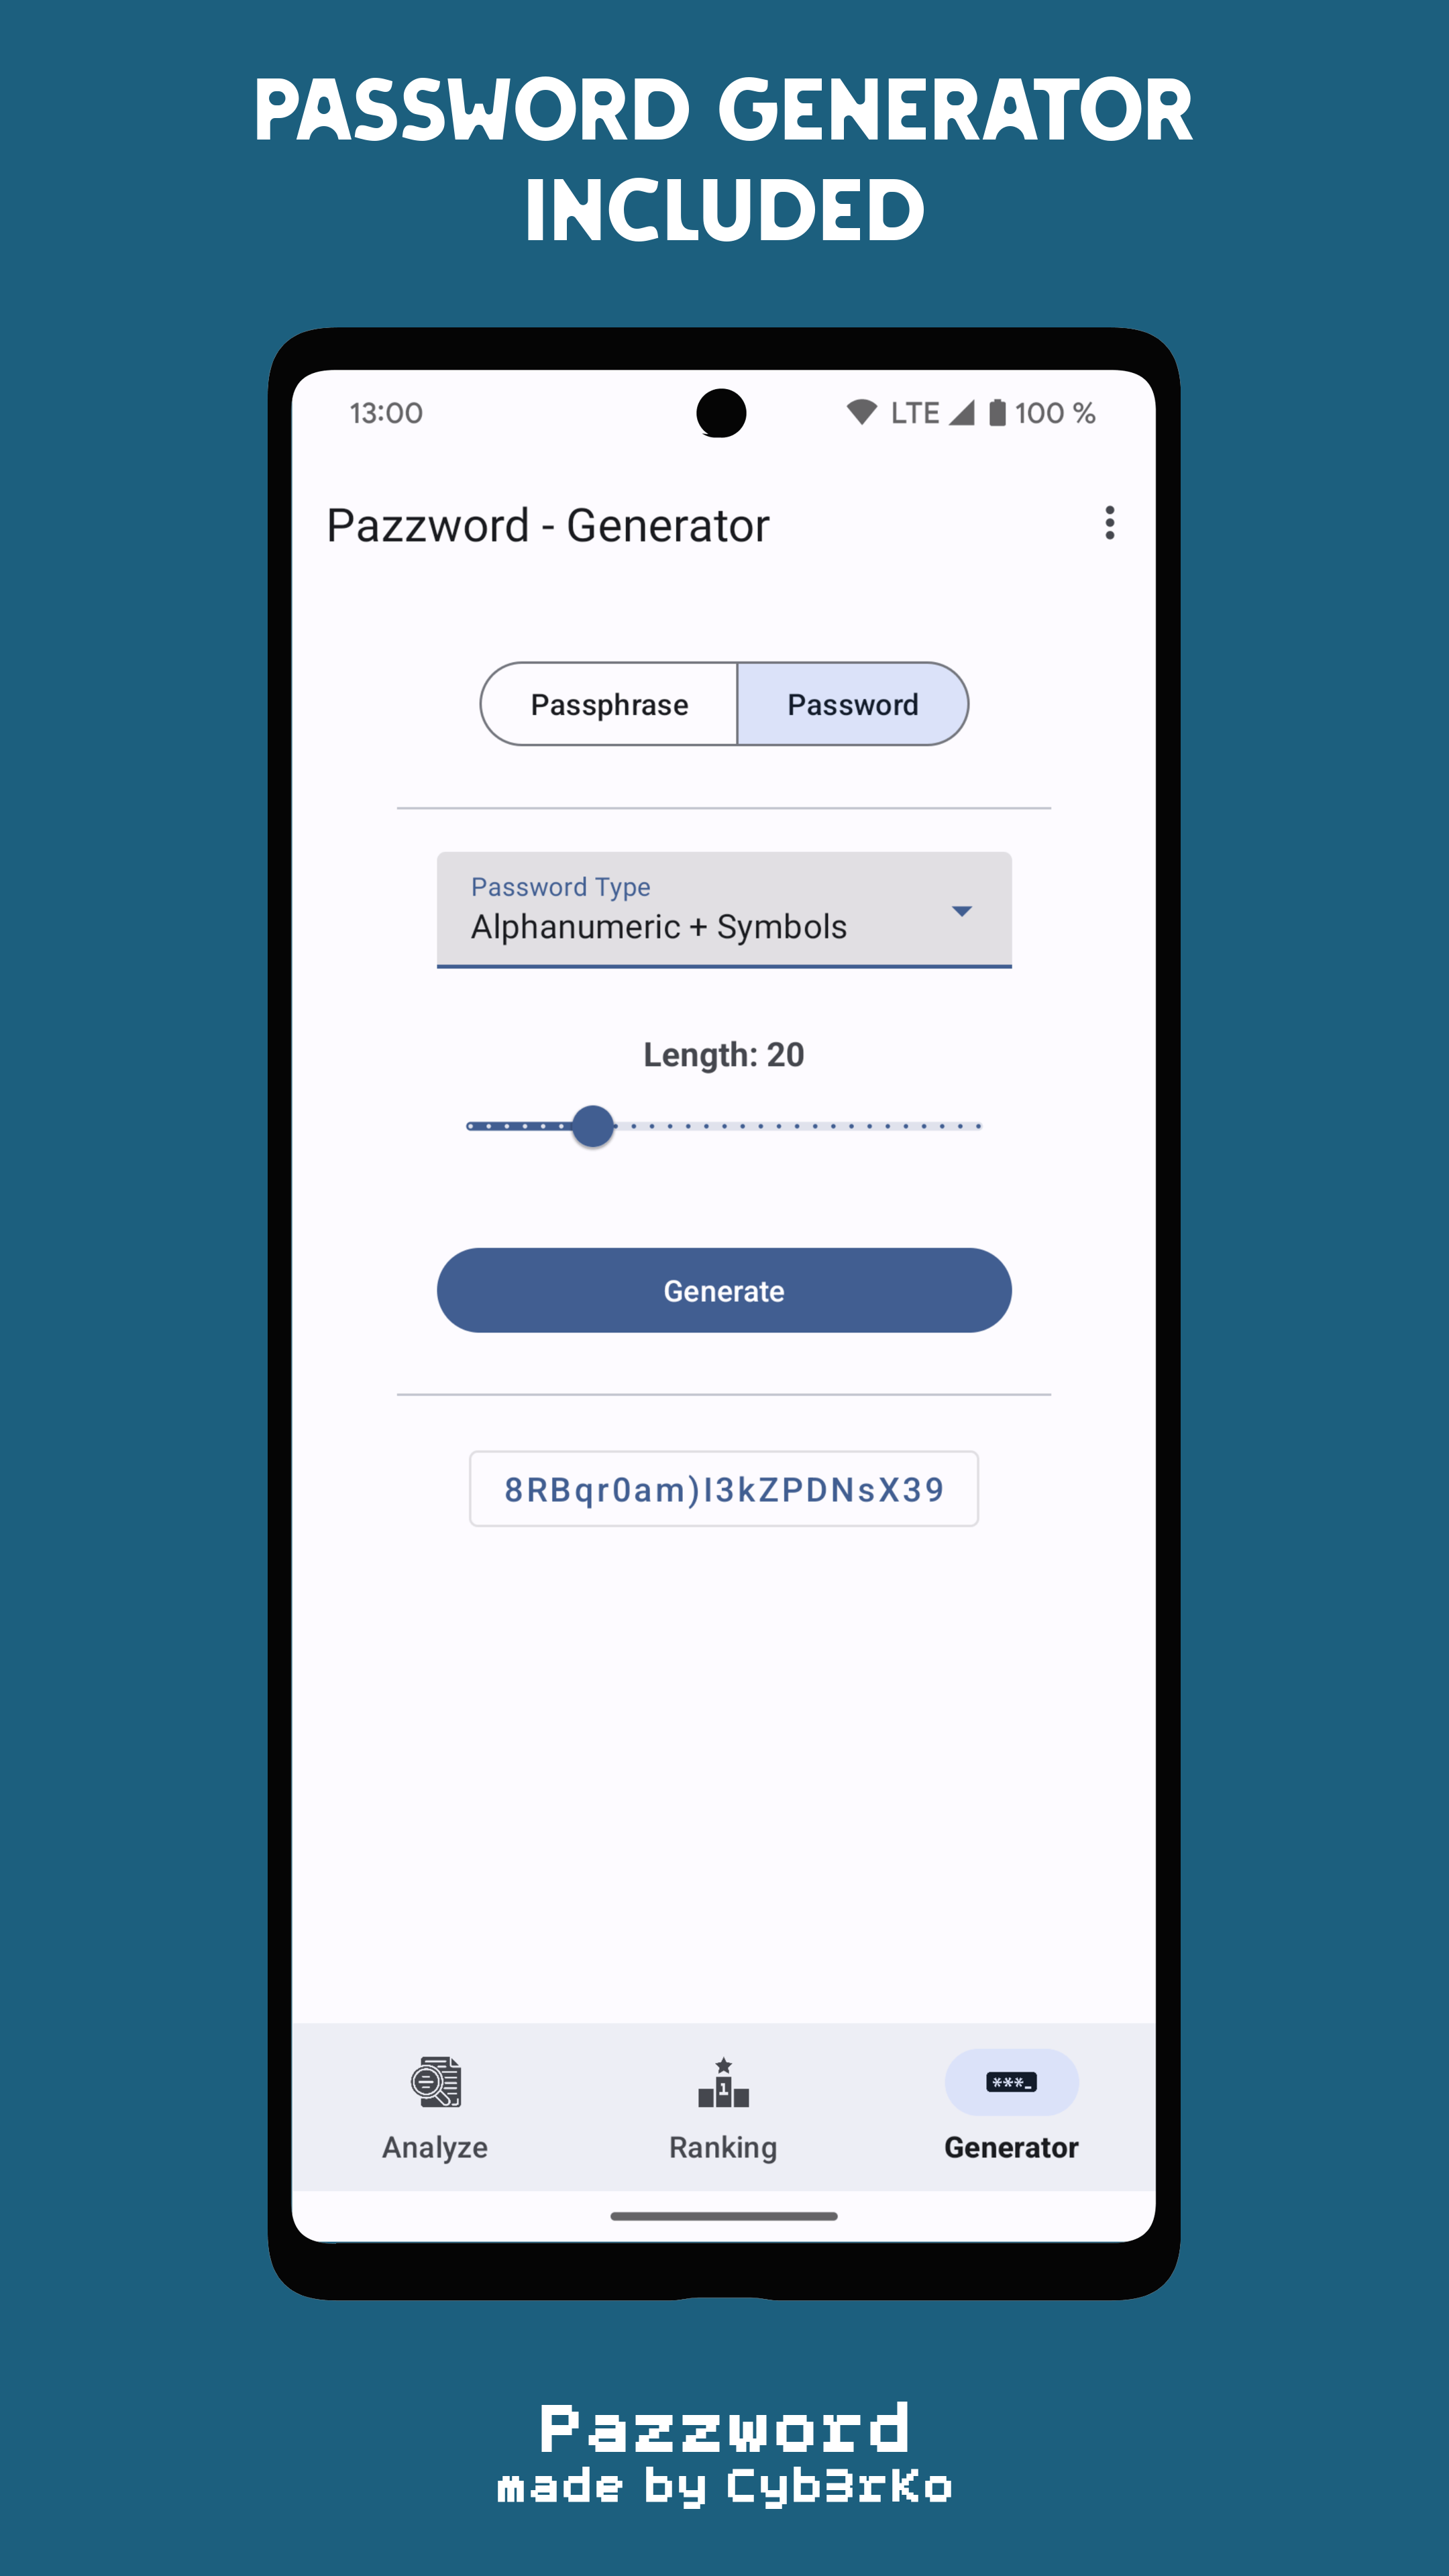 PASSWORD GENERATOR
INCLUDED
13:00
LTE 100 %
Pazzword - Generator
Passphrase Password
Password Type
Alphanumeric + Symbols
Length: 20
Generate
8RBqr0am)I3kZPDNsX39
1 ***_
Analyze Ranking Generator
Pazzword
made by Cyb3rKo